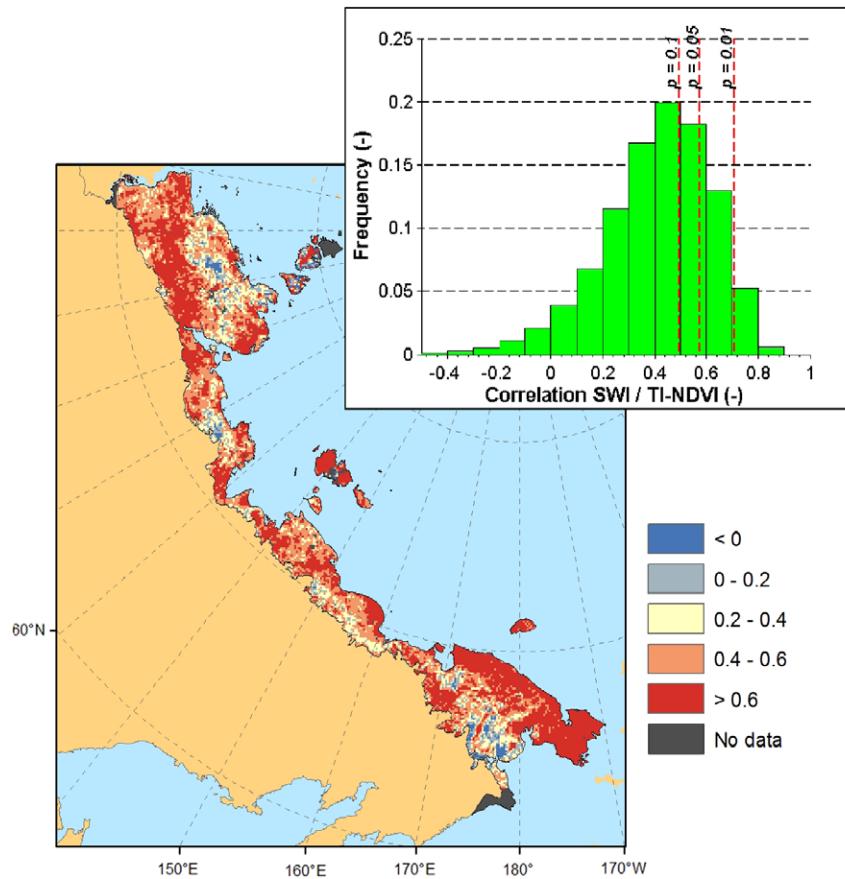 0.25
0.2
0.15
0.1
0.05
0
Frequency (-)
p = 0.1
p = 0.05
p = 0.01
-0.4
-0.2
0
0.2
0.4
0.6
0.8
1
Correlation SWI / TI-NDVI (-)
< 0
0 - 0.2
0.2 - 0.4
0.4 - 0.6
> 0.6
No data
60°N
150°E
160°E
170°E
180°
170°W